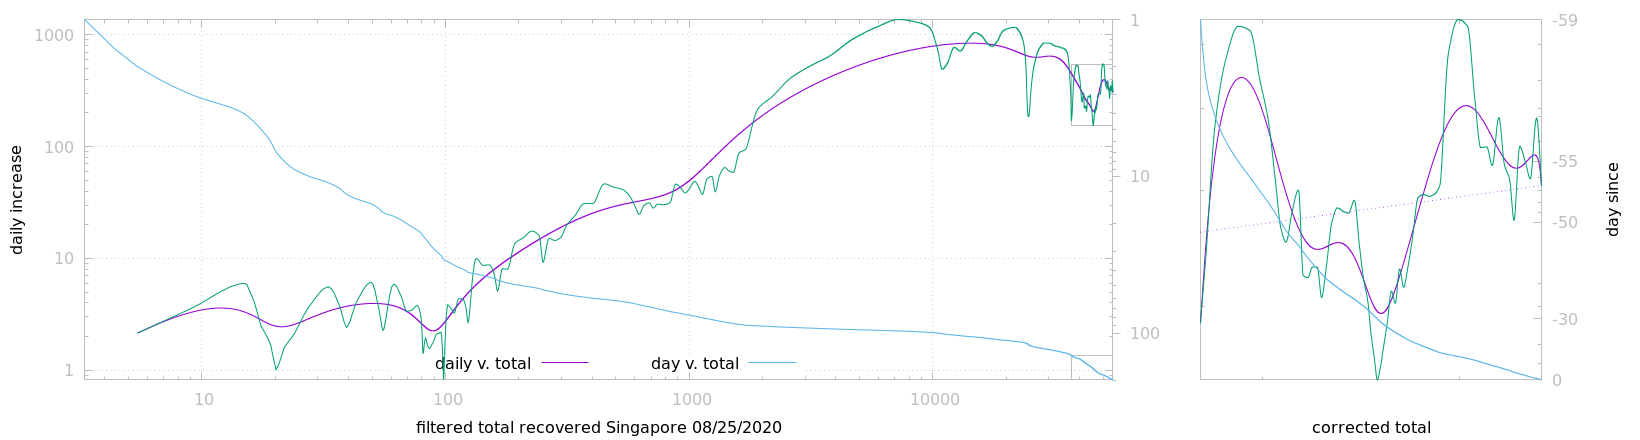 1000
100
10
1
daily increase
10
100
1000
10000
filtered total recovered Singapore 08/25/2020
daily v. total
day v. total
1
10
100
-59
-55
-50
-30
0
day since
corrected total